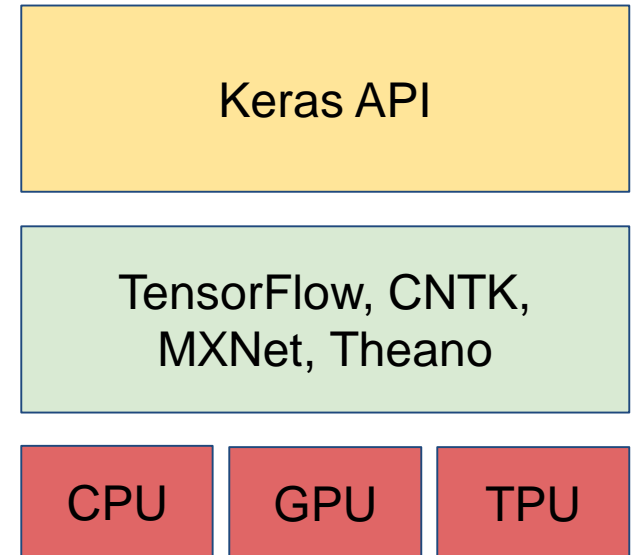 Keras API
TensorFlow, CNTK,
MXNet, Theano
CPU GPU TPU